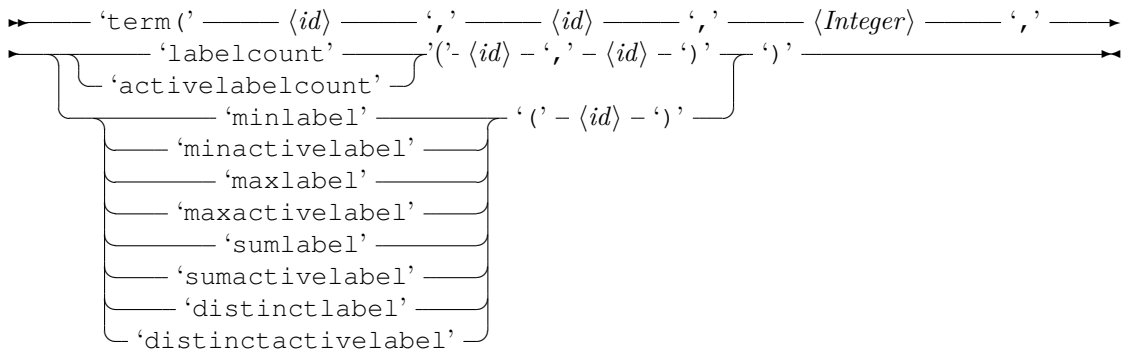 ‘term(’ ⟨id⟩ ‘,’ ⟨id⟩ ‘,’ ⟨Integer⟩ ‘,’
‘labelcount’ ’(’- ⟨id⟩ – ‘,’ – ⟨id⟩ – ‘)’ ‘)’
‘activelabelcount’
‘minlabel’ ‘(’ – ⟨id⟩ – ‘)’
‘minactivelabel’
‘maxlabel’
‘maxactivelabel’
‘sumlabel’
‘sumactivelabel’
‘distinctlabel’
‘distinctactivelabel’